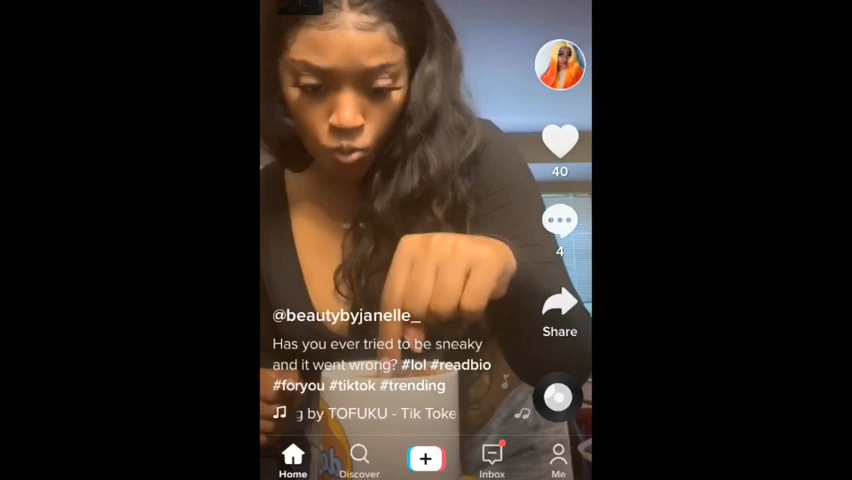 40
4
Share
@beautybyjanelle_
Has you ever tried to be sneaky
and it went wrong? #lol #readbio
#foryou #tiktok #trending
g by TOFUKU - Tik Toke
Home
Discover
Inbox
Me